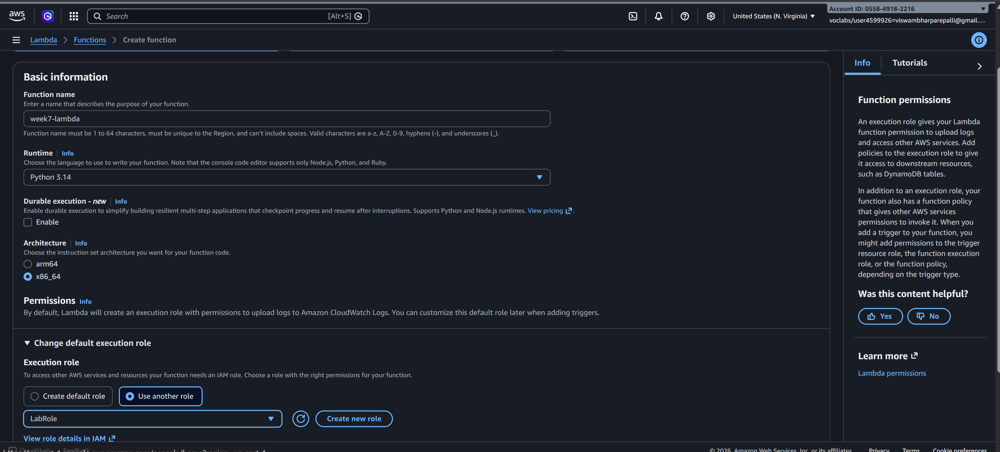 aws
Search [Alt+S]
United States (N. Virginia)
Account ID: 0558-4918-2216
voclabs/user4599926=viswambharparepalli@gmail....
Lambda Functions Create function
Basic information
Function name
Enter a name that describes the purpose of your function.
week7-lambda
Function name must be 1 to 64 characters, must be unique to the Region, and can't include spaces. Valid characters are a-z, A-Z, 0-9, hyphens (-), and underscores (_).
Runtime Info
Choose the language to use to write your function. Note that the console code editor supports only Node.js, Python, and Ruby.
Python 3.14
Durable execution - new Info
Enable durable execution to simplify building resilient multi-step applications that checkpoint progress and resume after interruptions. Supports Python and Node.js runtimes. View pricing .
Enable
Architecture Info
Choose the instruction set architecture you want for your function code.
arm64
x86_64
Permissions Info
By default, Lambda will create an execution role with permissions to upload logs to Amazon CloudWatch Logs. You can customize this default role later when adding triggers.
Change default execution role
Execution role
To access other AWS services and resources your function needs an IAM role. Choose a role with the right permissions for your function.
Create default role Use another role
LabRole Create new role
View role details in IAM
Info Tutorials
Function permissions
An execution role gives your Lambda
function permission to upload logs
and access other AWS services. Add
policies to the execution role to give
it access to downstream resources,
such as DynamoDB tables.
In addition to an execution role, your
function also has a function policy
that gives other AWS services
permissions to invoke it. When you
add a trigger to your function, you
might add permissions to the trigger
resource role, the function execution
role, or the function policy,
depending on the trigger type.
Was this content helpful?
Yes No
Learn more
Lambda permissions
CloudShell Feedback
© 2026, Amazon Web Services, Inc. or its affiliates. Privacy Terms Cookie preferences